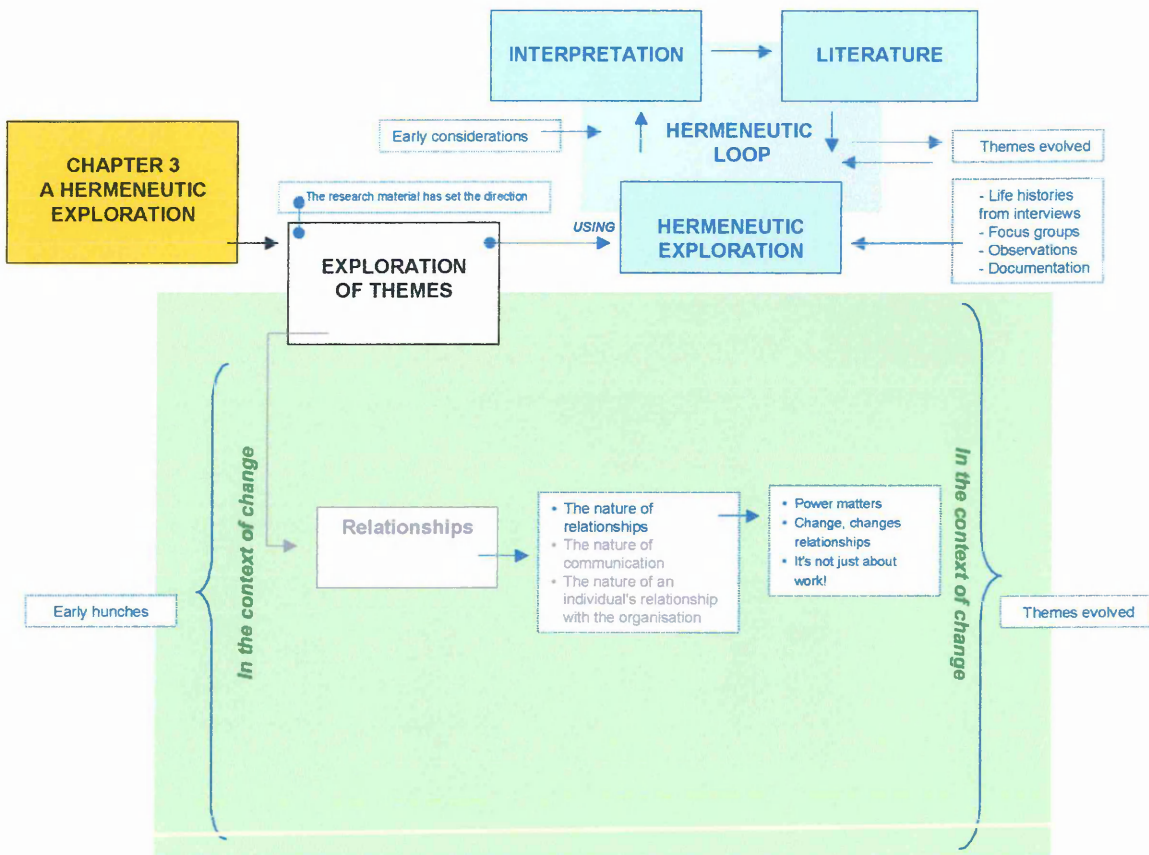 INTERPRETATION
LITERATURE
Early considerations
HERMENEUTIC
LOOP
Themes evolved
CHAPTER 3
A HERMENEUTIC
EXPLORATION
The research material has set the direction
EXPLORATION
OF THEMES
USING
HERMENEUTIC
EXPLORATION
- Life histories
from interviews
- Focus groups
- Observations
- Documentation
In the context of change
Early hunches
Relationships
• The nature of
relationships
• The nature of
communication
• The nature of an
individual's relationship
with the organisation
• Power matters
• Change, changes
relationships
• It's not just about
work!
In the context of change
Themes evolved